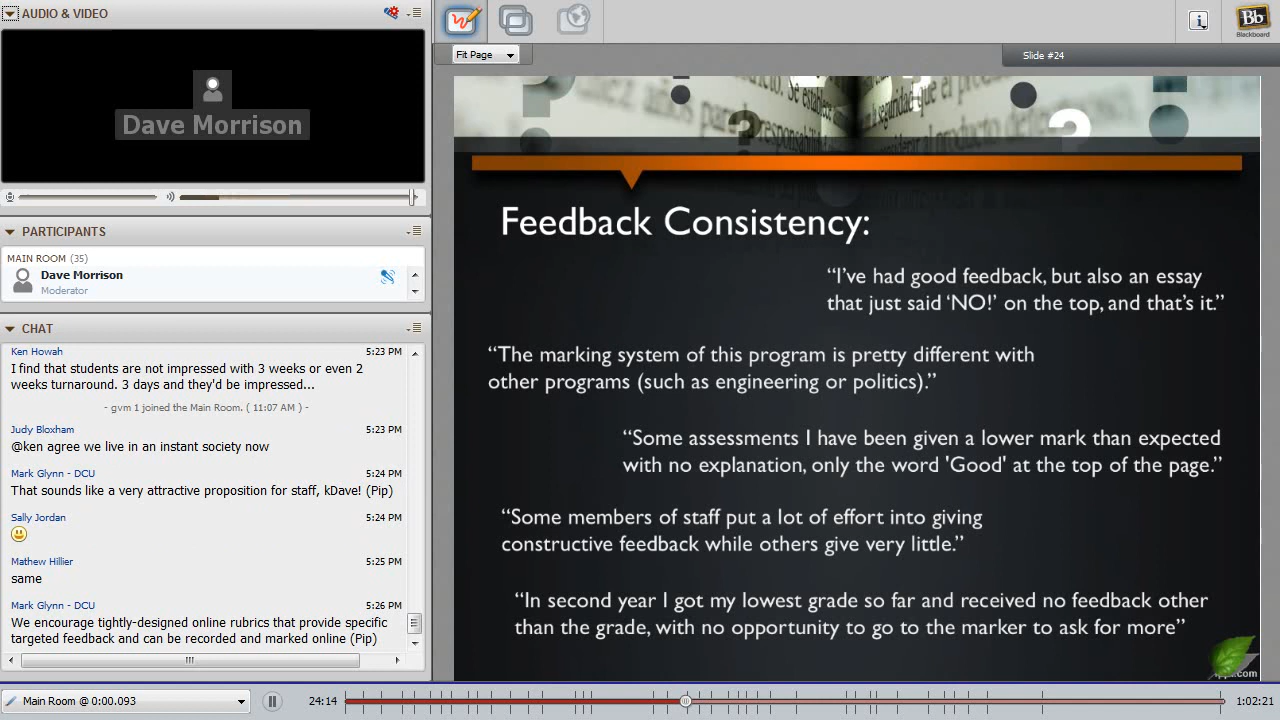 AUDIO & VIDEO
Dave Morrison
PARTICIPANTS
MAIN ROOM (35)
Dave Morrison
Moderator
CHAT
Ken Howah 5:23 PM
I find that students are not impressed with 3 weeks or even 2
weeks turnaround. 3 days and they'd be impressed...
- gvm 1 joined the Main Room. ( 11:07 AM ) -
Judy Bloxham 5:23 PM
@ken agree we live in an instant society now
Mark Glynn - DCU 5:24 PM
That sounds like a very attractive proposition for staff, kDave! (Pip)
Sally Jordan 5:24 PM
Mathew Hillier 5:25 PM
same
Mark Glynn - DCU 5:26 PM
We encourage tightly-designed online rubrics that provide specific
targeted feedback and can be recorded and marked online (Pip)
Main Room @ 0:00.093
24:14
1:02:21
Fit Page
Slide #24
Bb
Blackboard
Feedback Consistency:
“I’ve had good feedback, but also an essay
that just said ‘NO!’ on the top, and that’s it.”
“The marking system of this program is pretty different with
other programs (such as engineering or politics).”
“Some assessments I have been given a lower mark than expected
with no explanation, only the word 'Good' at the top of the page.”
“Some members of staff put a lot of effort into giving
constructive feedback while others give very little.”
“In second year I got my lowest grade so far and received no feedback other
than the grade, with no opportunity to go to the marker to ask for more”